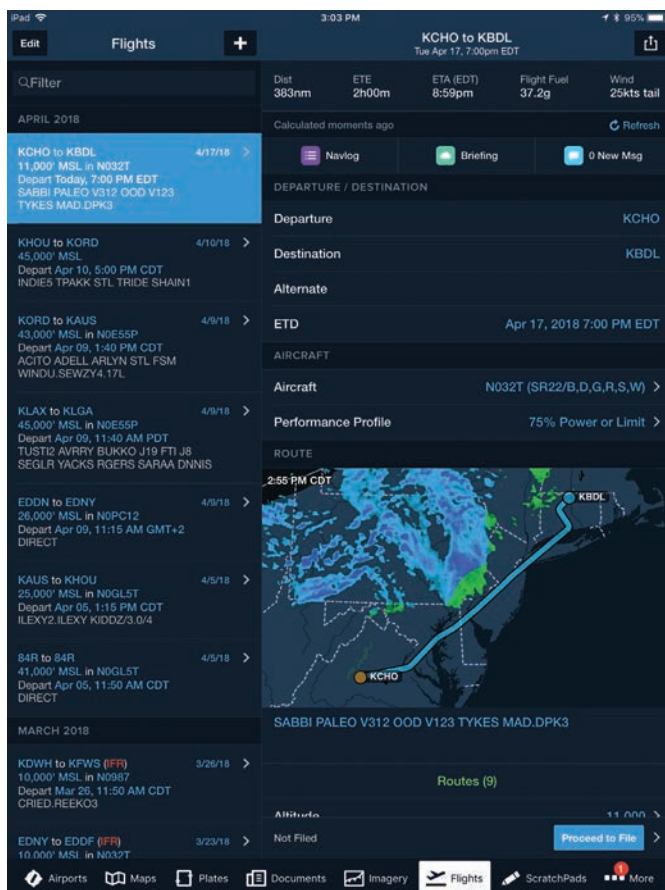 iPad 3:03 PM 95%
Edit Flights +
KCHO to KBDL
Tue Apr 17, 7:00pm EDT
Filter
APRIL 2018
KCHO to KBDL 4/17/18
11,000' MSL in N032T
Depart Today, 7:00 PM EDT
SABBI PALEO V312 OOD V123
TYKES MAD.DPK3
KHOU to KORD 4/10/18
45,000' MSL
Depart Apr 10, 5:00 PM CDT
INDIE5 TPAKK STL TRIDE SHAIN1
KORD to KAUS 4/9/18
43,000' MSL in N0E55P
Depart Apr 09, 1:40 PM CDT
ACITO ADELL ARLYN STL FSM
WINDU.SEWZY4.17L
KLAX to KLGA 4/9/18
45,000' MSL in N0E55P
Depart Apr 09, 11:40 AM PDT
TUSTI2 AVRRY BUKKO J19 FTI J8
SEGLR YACKS RGERS SARAA DNNIS
EDDN to EDNY 4/9/18
26,000' MSL in N0PC12
Depart Apr 09, 11:15 AM GMT+2
DIRECT
KAUS to KHOU 4/5/18
25,000' MSL in N0GL5T
Depart Apr 05, 1:15 PM CDT
ILEXY2.ILEXY KIDDZ/3.0/4
84R to 84R 4/5/18
41,000' MSL in N0GL5T
Depart Apr 05, 11:50 AM CDT
DIRECT
MARCH 2018
KDWH to KFWS (IFR) 3/26/18
10,000' MSL in N0987
Depart Mar 26, 11:50 AM CDT
CRIED.REEKO3
EDNY to EDDF (IFR) 3/23/18
10,000' MSL in N032T
Dist ETE ETA (EDT) Flight Fuel Wind
383nm 2h00m 8:59pm 37.2g 25kts tail
Calculated moments ago Refresh
Navlog Briefing 0 New Msg
DEPARTURE / DESTINATION
Departure KCHO
Destination KBDL
Alternate
ETD Apr 17, 2018 7:00 PM EDT
AIRCRAFT
Aircraft N032T (SR22/B,D,G,R,S,W)
Performance Profile 75% Power or Limit
ROUTE
2:55 PM CDT
KBDL
KCHO
SABBI PALEO V312 OOD V123 TYKES MAD.DPK3
Routes (9)
Altitude 11,000
Not Filed Proceed to File
Airports Maps Plates Documents Imagery Flights ScratchPads 1 More